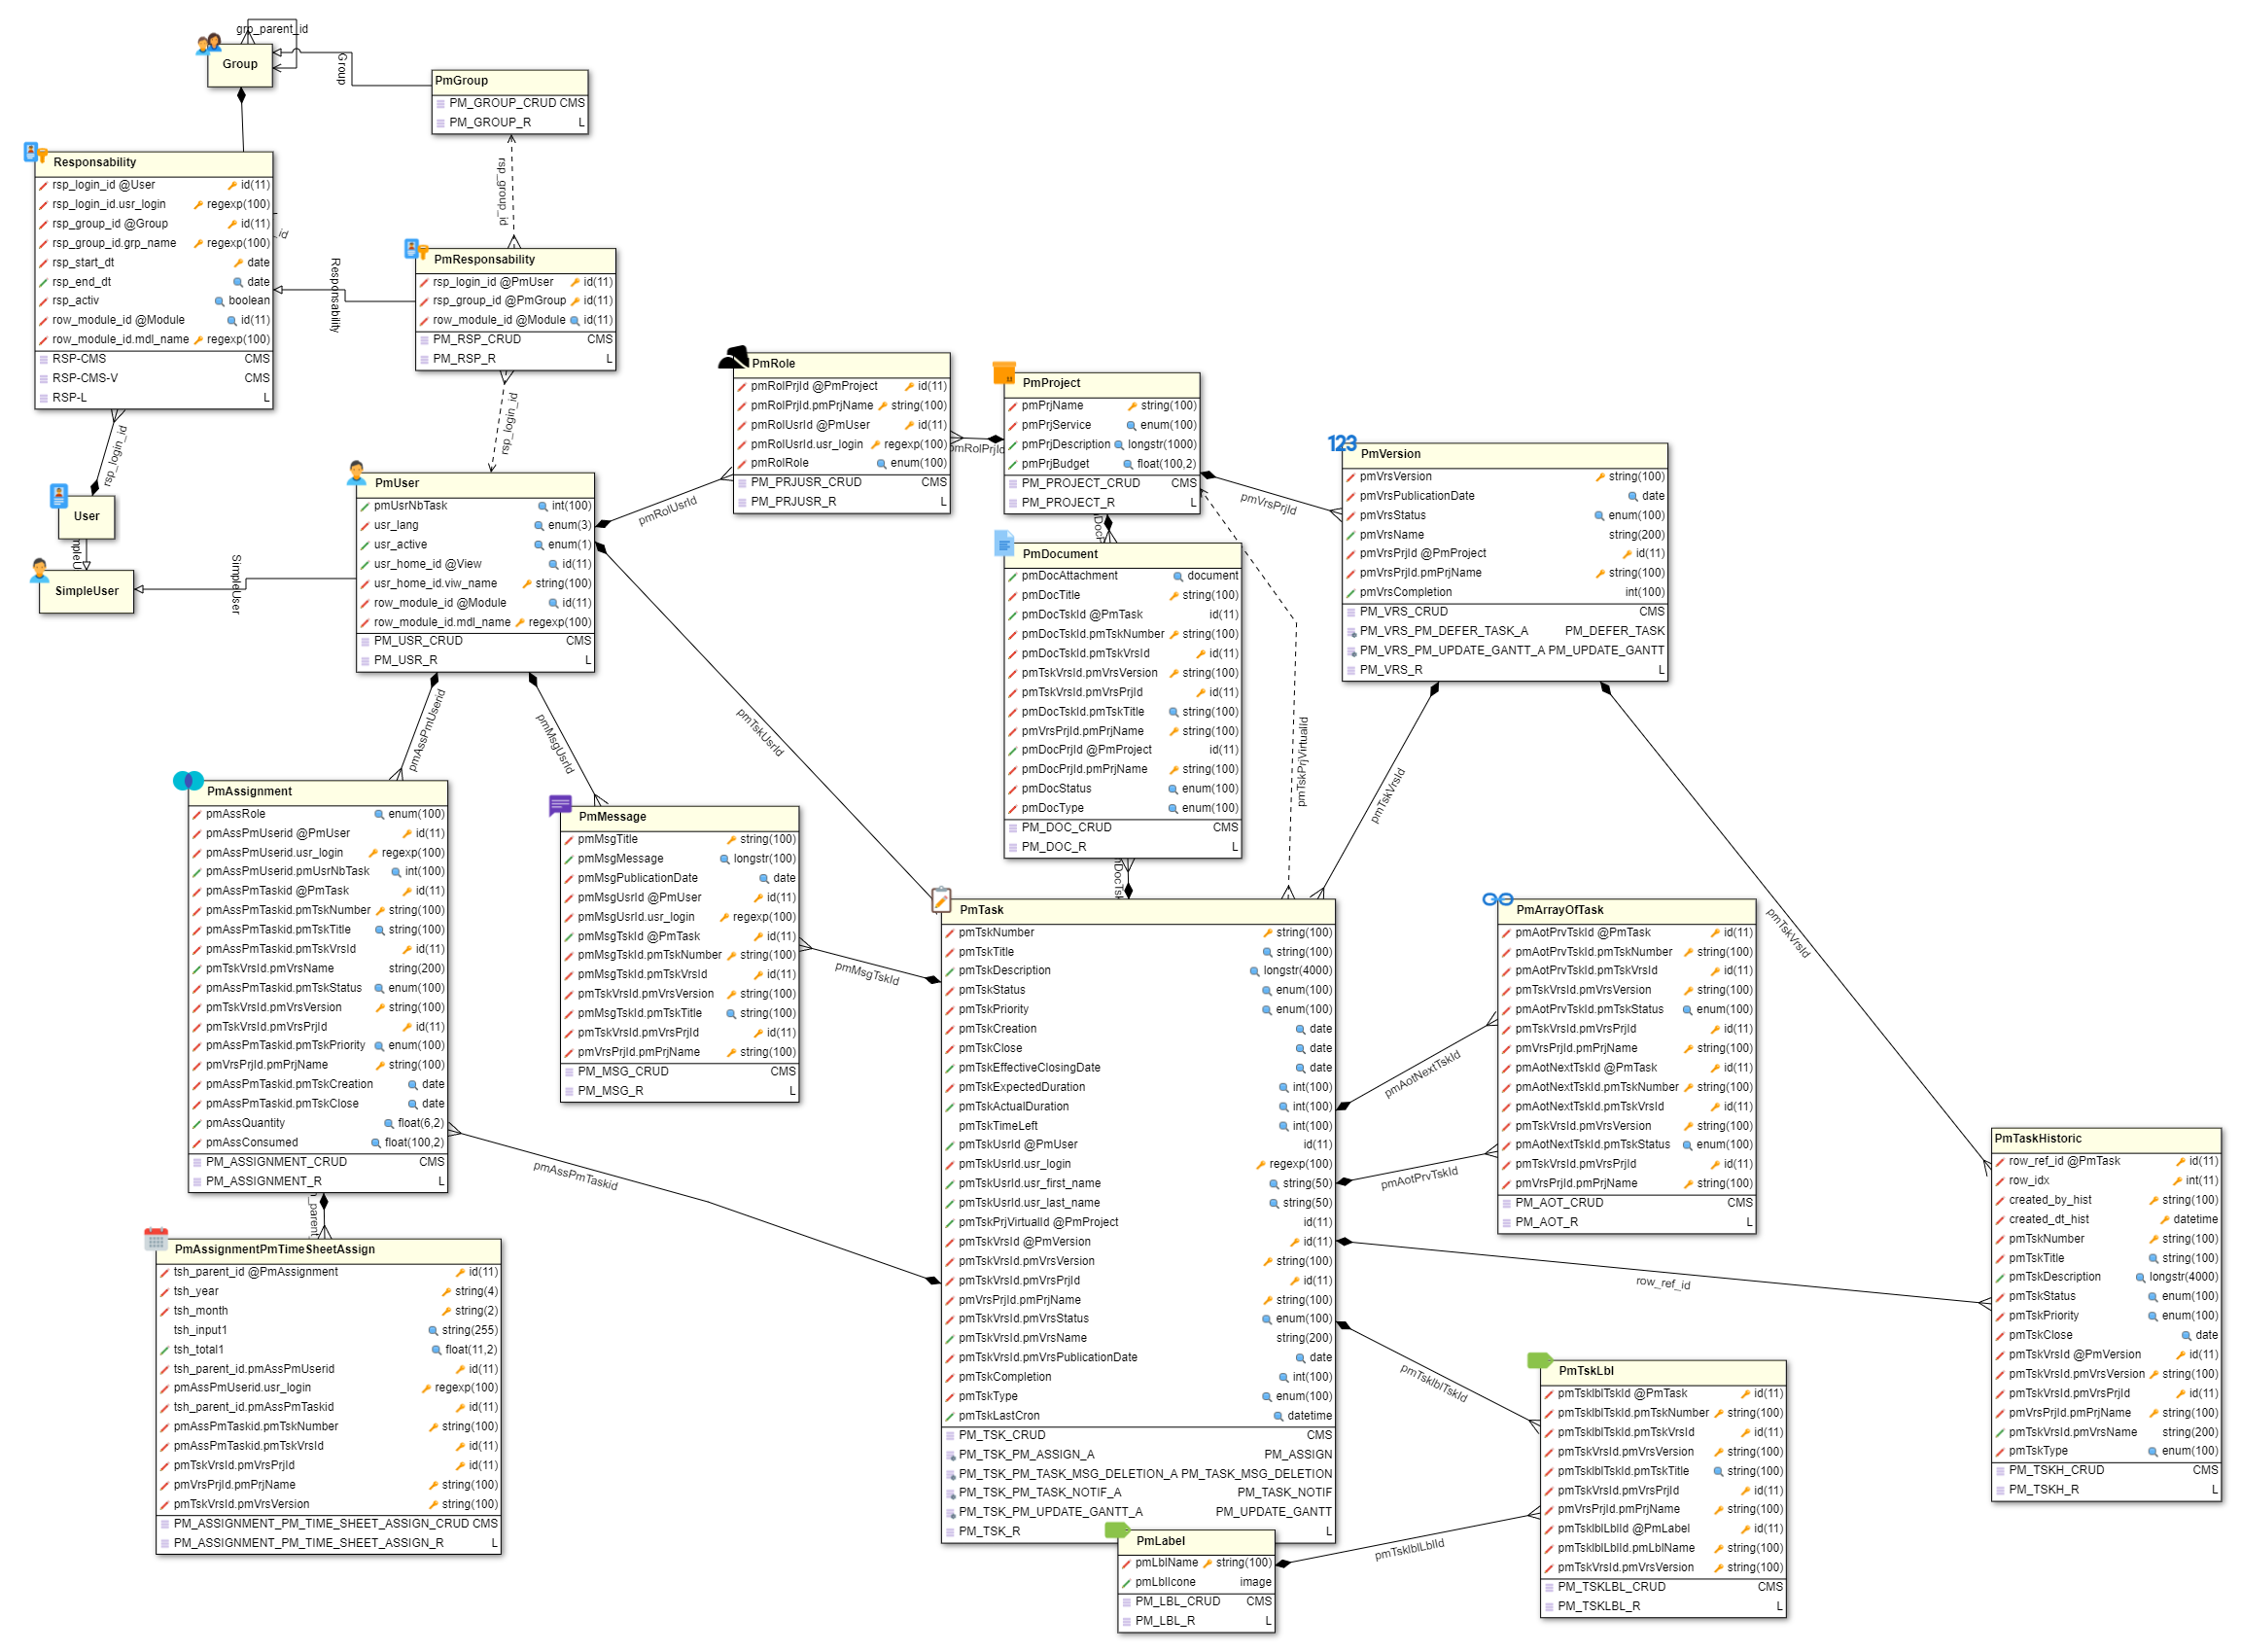 grp_parent_id
Group
Group
PmGroup
PM_GROUP_CRUD CMS
PM_GROUP_R L
rsp_group_id
Responsability
rsp_login_id @User id(11)
rsp_login_id.usr_login regexp(100)
rsp_group_id @Group id(11)
rsp_group_id.grp_name regexp(100)
rsp_start_dt date
rsp_end_dt date
rsp_activ boolean
row_module_id @Module id(11)
row_module_id.mdl_name regexp(100)
RSP-CMS CMS
RSP-CMS-V CMS
RSP-L L
_id
Responsability
PmResponsability
rsp_login_id @PmUser id(11)
rsp_group_id @PmGroup id(11)
row_module_id @Module id(11)
PM_RSP_CRUD CMS
PM_RSP_R L
rsp_login_id
rsp_login_id
User
SimpleUser
SimpleUser
PmUser
pmUsrNbTask int(100)
usr_lang enum(3)
usr_active enum(1)
usr_home_id @View id(11)
usr_home_id.viw_name string(100)
row_module_id @Module id(11)
row_module_id.mdl_name regexp(100)
PM_USR_CRUD CMS
PM_USR_R L
PmRole
pmRolPrjId @PmProject id(11)
pmRolPrjId.pmPrjName string(100)
pmRolUsrId @PmUser id(11)
pmRolUsrId.usr_login regexp(100)
pmRolRole enum(100)
PM_PRJUSR_CRUD CMS
PM_PRJUSR_R L
pmRolUsrId
pmRolPrjId
PmProject
pmPrjName string(100)
pmPrjService enum(100)
pmPrjDescription longstr(1000)
pmPrjBudget float(100,2)
PM_PROJECT_CRUD CMS
PM_PROJECT_R L
pmVrsPrjId
PmVersion
pmVrsVersion string(100)
pmVrsPublicationDate date
pmVrsStatus enum(100)
pmVrsName string(200)
pmVrsPrjId @PmProject id(11)
pmVrsPrjId.pmPrjName string(100)
pmVrsCompletion int(100)
PM_VRS_CRUD CMS
PM_VRS_PM_DEFER_TASK_A PM_DEFER_TASK
PM_VRS_PM_UPDATE_GANTT_A PM_UPDATE_GANTT
PM_VRS_R L
PmDocument
pmDocAttachment document
pmDocTitle string(100)
pmDocTskId @PmTask id(11)
pmDocTskId.pmTskNumber string(100)
pmDocTskId.pmTskVrsId id(11)
pmTskVrsId.pmVrsVersion string(100)
pmTskVrsId.pmVrsPrjId id(11)
pmDocTskId.pmTskTitle string(100)
pmVrsPrjId.pmPrjName string(100)
pmDocPrjId @PmProject id(11)
pmDocPrjId.pmPrjName string(100)
pmDocStatus enum(100)
pmDocType enum(100)
PM_DOC_CRUD CMS
PM_DOC_R L
pmTskPrjVirtualId
pmTskVrsId
pmTskUsrId
pmAssPmUserid
pmMsgUsrId
PmAssignment
pmAssRole enum(100)
pmAssPmUserid @PmUser id(11)
pmAssPmUserid.usr_login regexp(100)
pmAssPmUserid.pmUsrNbTask int(100)
pmAssPmTaskid @PmTask id(11)
pmAssPmTaskid.pmTskNumber string(100)
pmAssPmTaskid.pmTskTitle string(100)
pmAssPmTaskid.pmTskVrsId id(11)
pmTskVrsId.pmVrsName string(200)
pmAssPmTaskid.pmTskStatus enum(100)
pmTskVrsId.pmVrsVersion string(100)
pmTskVrsId.pmVrsPrjId id(11)
pmAssPmTaskid.pmTskPriority enum(100)
pmVrsPrjId.pmPrjName string(100)
pmAssPmTaskid.pmTskCreation date
pmAssPmTaskid.pmTskClose date
pmAssQuantity float(6,2)
pmAssConsumed float(100,2)
PM_ASSIGNMENT_CRUD CMS
PM_ASSIGNMENT_R L
PmMessage
pmMsgTitle string(100)
pmMsgMessage longstr(100)
pmMsgPublicationDate date
pmMsgUsrId @PmUser id(11)
pmMsgUsrId.usr_login regexp(100)
pmMsgTskId @PmTask id(11)
pmMsgTskId.pmTskNumber string(100)
pmMsgTskId.pmTskVrsId id(11)
pmTskVrsId.pmVrsVersion string(100)
pmMsgTskId.pmTskTitle string(100)
pmTskVrsId.pmVrsPrjId id(11)
pmVrsPrjId.pmPrjName string(100)
PM_MSG_CRUD CMS
PM_MSG_R L
pmMsgTskId
pmAssPmTaskid
PmAssignmentPmTimeSheetAssign
tsh_parent_id @PmAssignment id(11)
tsh_year string(4)
tsh_month string(2)
tsh_input1 string(255)
tsh_total1 float(11,2)
tsh_parent_id.pmAssPmUserid id(11)
pmAssPmUserid.usr_login regexp(100)
tsh_parent_id.pmAssPmTaskid id(11)
pmAssPmTaskid.pmTskNumber string(100)
pmAssPmTaskid.pmTskVrsId id(11)
pmTskVrsId.pmVrsPrjId id(11)
pmVrsPrjId.pmPrjName string(100)
pmTskVrsId.pmVrsVersion string(100)
PM_ASSIGNMENT_PM_TIME_SHEET_ASSIGN_CRUD CMS
PM_ASSIGNMENT_PM_TIME_SHEET_ASSIGN_R L
PmTask
pmTskNumber string(100)
pmTskTitle string(100)
pmTskDescription longstr(4000)
pmTskStatus enum(100)
pmTskPriority enum(100)
pmTskCreation date
pmTskClose date
pmTskEffectiveClosingDate date
pmTskExpectedDuration int(100)
pmTskActualDuration int(100)
pmTskTimeLeft int(100)
pmTskUsrId @PmUser id(11)
pmTskUsrId.usr_login regexp(100)
pmTskUsrId.usr_first_name string(50)
pmTskUsrId.usr_last_name string(50)
pmTskPrjVirtualId @PmProject id(11)
pmTskVrsId @PmVersion id(11)
pmTskVrsId.pmVrsVersion string(100)
pmTskVrsId.pmVrsPrjId id(11)
pmVrsPrjId.pmPrjName string(100)
pmTskVrsId.pmVrsStatus enum(100)
pmTskVrsId.pmVrsName string(200)
pmTskVrsId.pmVrsPublicationDate date
pmTskCompletion int(100)
pmTskType enum(100)
pmTskLastCron datetime
PM_TSK_CRUD CMS
PM_TSK_PM_ASSIGN_A PM_ASSIGN
PM_TSK_PM_TASK_MSG_DELETION_A PM_TASK_MSG_DELETION
PM_TSK_PM_TASK_NOTIF_A PM_TASK_NOTIF
PM_TSK_PM_UPDATE_GANTT_A PM_UPDATE_GANTT
PM_TSK_R L
PmArrayOfTask
pmAotPrvTskId @PmTask id(11)
pmAotPrvTskId.pmTskNumber string(100)
pmAotPrvTskId.pmTskVrsId id(11)
pmTskVrsId.pmVrsVersion string(100)
pmAotPrvTskId.pmTskStatus enum(100)
pmTskVrsId.pmVrsPrjId id(11)
pmVrsPrjId.pmPrjName string(100)
pmAotNextTskId @PmTask id(11)
pmAotNextTskId.pmTskNumber string(100)
pmAotNextTskId.pmTskVrsId id(11)
pmTskVrsId.pmVrsVersion string(100)
pmAotNextTskId.pmTskStatus enum(100)
pmTskVrsId.pmVrsPrjId id(11)
pmVrsPrjId.pmPrjName string(100)
PM_AOT_CRUD CMS
PM_AOT_R L
pmAotNextTskId
pmAotPrvTskId
pmTskVrsId
row_ref_id
PmTaskHistoric
row_ref_id @PmTask id(11)
row_idx int(11)
created_by_hist string(100)
created_dt_hist datetime
pmTskNumber string(100)
pmTskTitle string(100)
pmTskDescription longstr(4000)
pmTskStatus enum(100)
pmTskPriority enum(100)
pmTskClose date
pmTskVrsId @PmVersion id(11)
pmTskVrsId.pmVrsVersion string(100)
pmTskVrsId.pmVrsPrjId id(11)
pmVrsPrjId.pmPrjName string(100)
pmTskVrsId.pmVrsName string(200)
pmTskType enum(100)
PM_TSKH_CRUD CMS
PM_TSKH_R L
pmTsklblTskId
PmTskLbl
pmTsklblTskId @PmTask id(11)
pmTsklblTskId.pmTskNumber string(100)
pmTsklblTskId.pmTskVrsId id(11)
pmTskVrsId.pmVrsVersion string(100)
pmTsklblTskId.pmTskTitle string(100)
pmTskVrsId.pmVrsPrjId id(11)
pmVrsPrjId.pmPrjName string(100)
pmTsklblLblId @PmLabel id(11)
pmTsklblLblId.pmLblName string(100)
pmTskVrsId.pmVrsVersion string(100)
PM_TSKLBL_CRUD CMS
PM_TSKLBL_R L
pmTsklblLblId
PmLabel
pmLblName string(100)
pmLblIcone image
PM_LBL_CRUD CMS
PM_LBL_R L
123